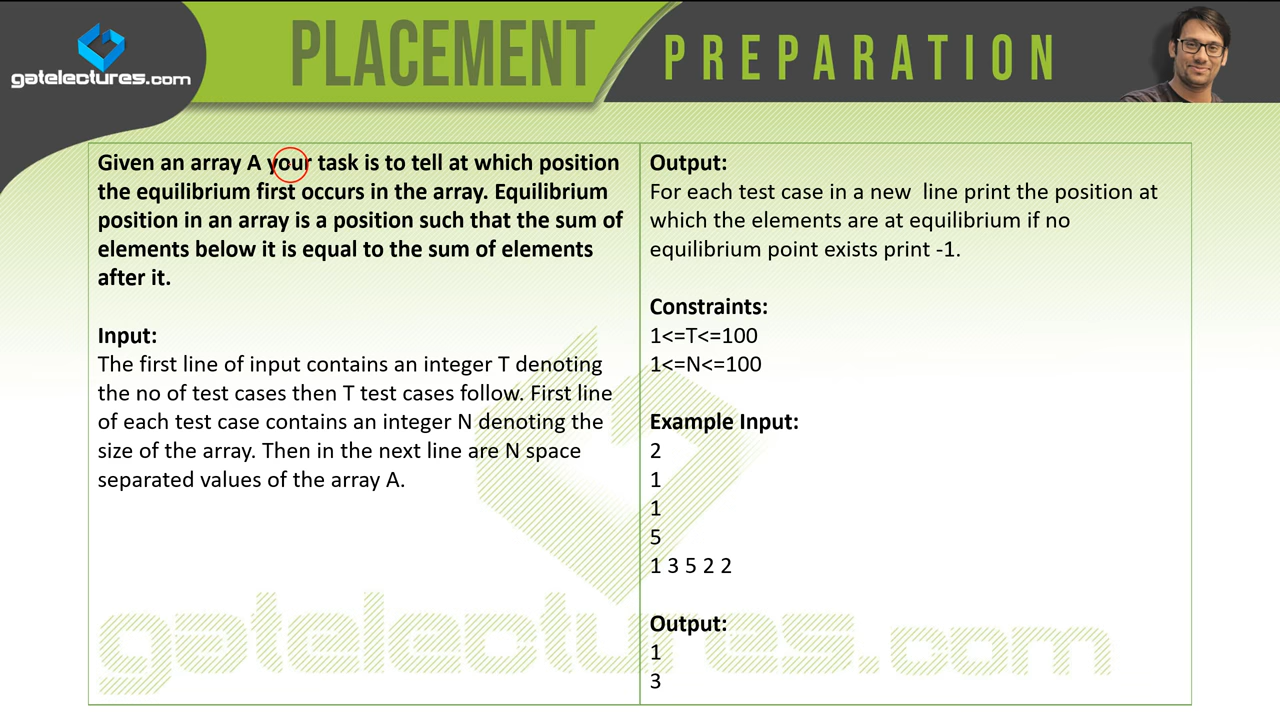 gatelectures.com
PLACEMENT
PREPARATION
Given an array A your task is to tell at which position
the equilibrium first occurs in the array. Equilibrium
position in an array is a position such that the sum of
elements below it is equal to the sum of elements
after it.
Input:
The first line of input contains an integer T denoting
the no of test cases then T test cases follow. First line
of each test case contains an integer N denoting the
size of the array. Then in the next line are N space
separated values of the array A.
Output:
For each test case in a new  line print the position at
which the elements are at equilibrium if no
equilibrium point exists print -1.
Constraints:
1<=T<=100
1<=N<=100
Example Input:
2
1
1
5
1 3 5 2 2
Output:
1
3
gatelectures.com